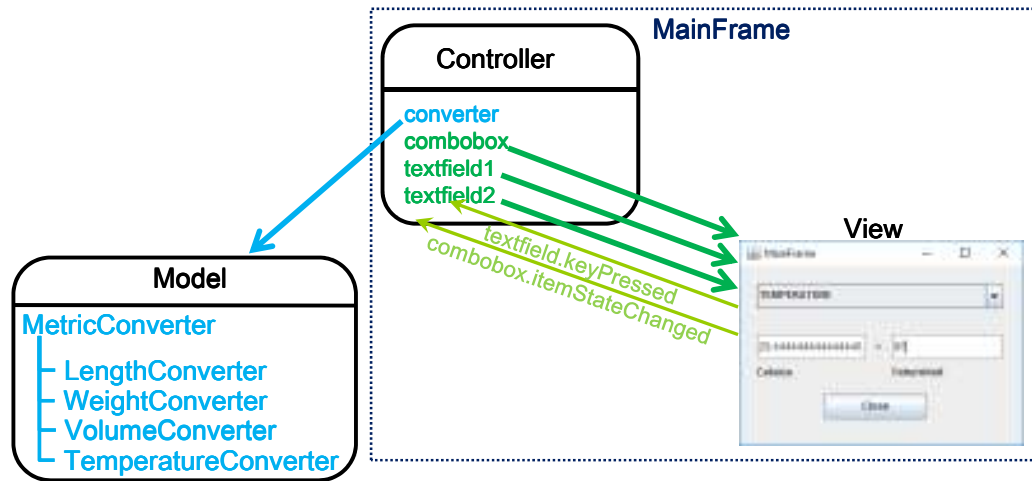 MainFrame
Controller
converter
combobox
textfield1
textfield2
textfield.keyPressed
combobox.itemStateChanged
View
MainFrame
TEMPERATURE
Celsius
Fahrenheit
Close
Model
MetricConverter
LengthConverter
WeightConverter
VolumeConverter
TemperatureConverter